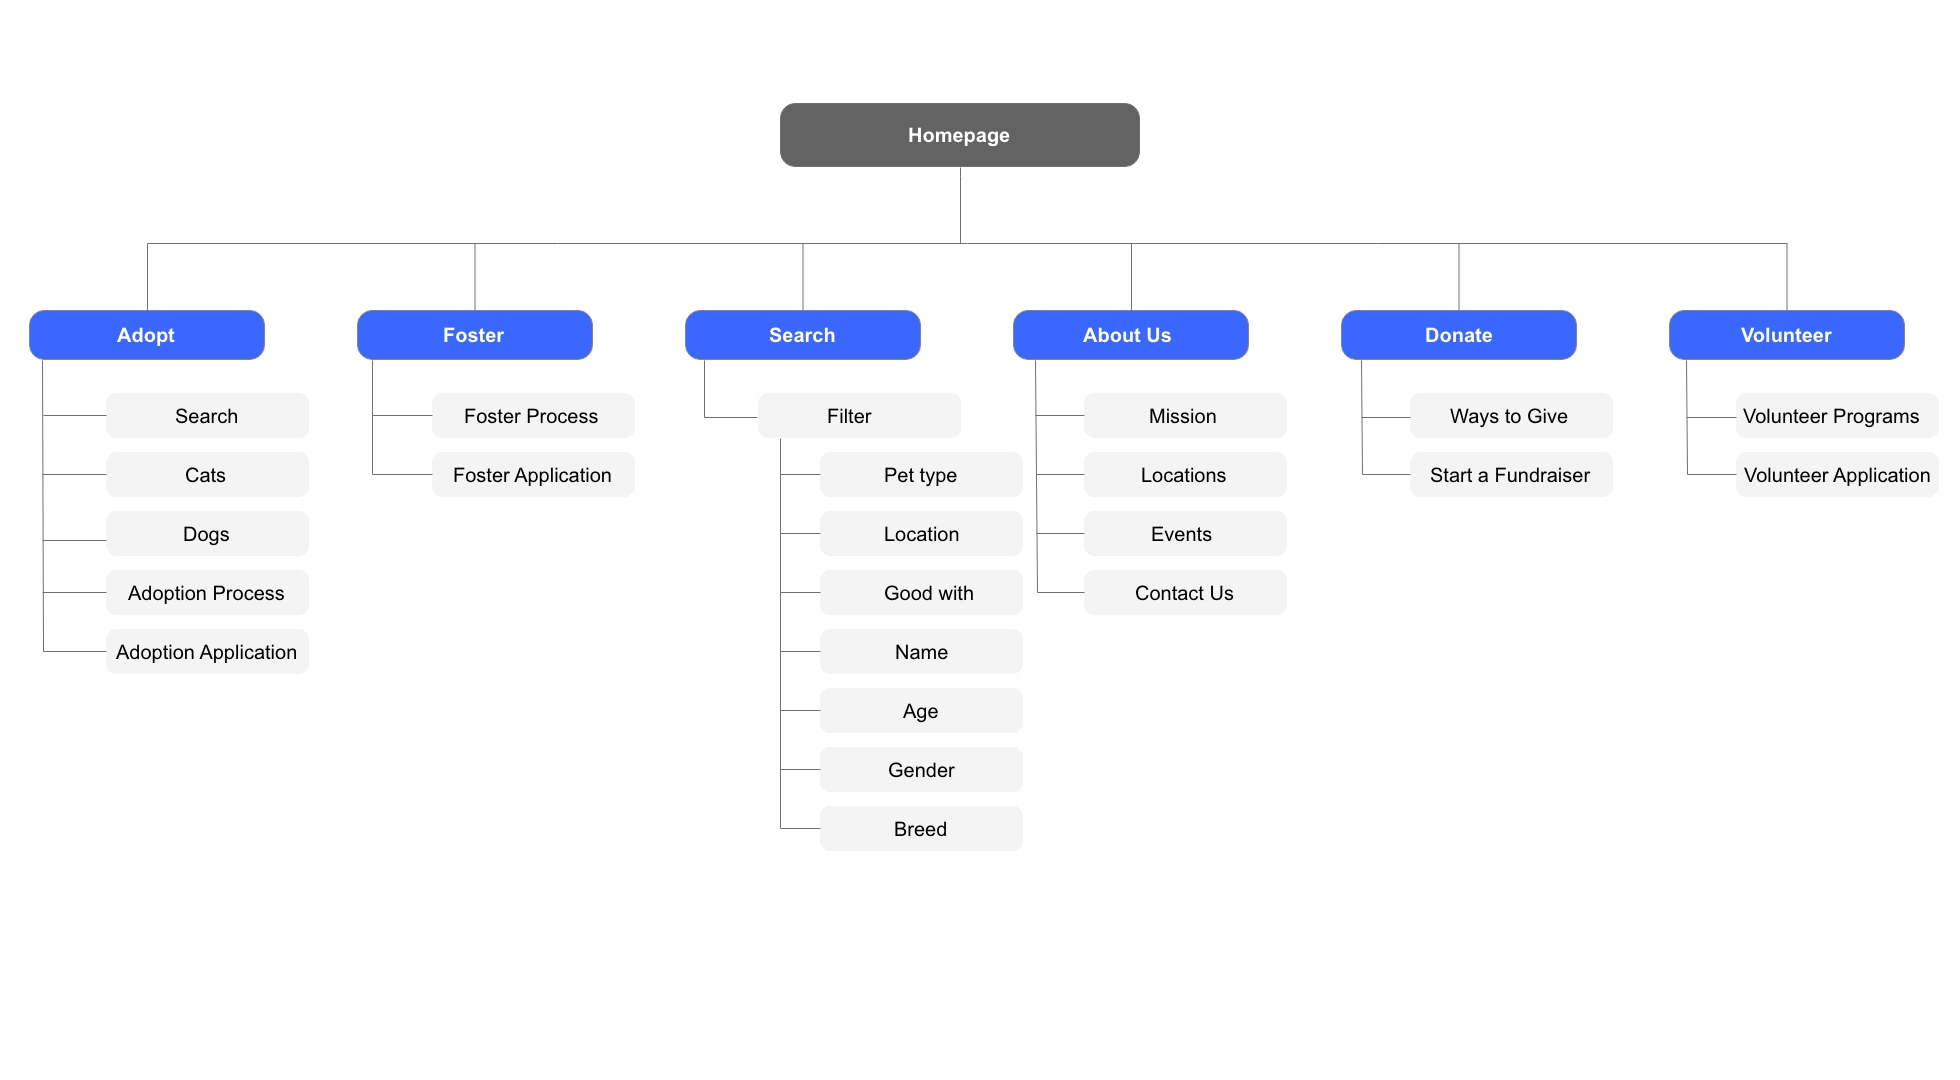 Homepage
Adopt
Search
Cats
Dogs
Adoption Process
Adoption Application
Foster
Foster Process
Foster Application
Search
Filter
Pet type
Location
Good with
Name
Age
Gender
Breed
About Us
Mission
Locations
Events
Contact Us
Donate
Ways to Give
Start a Fundraiser
Volunteer
Volunteer Programs
Volunteer Application